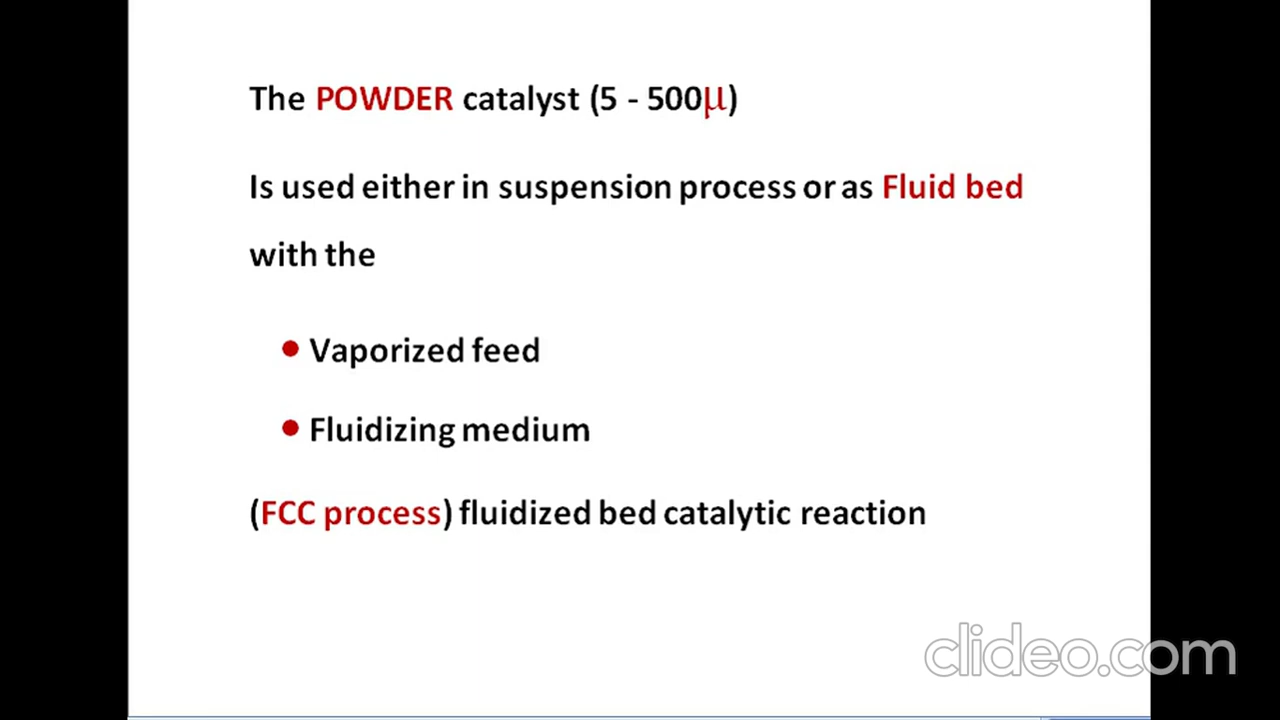 The POWDER catalyst (5 - 500μ)
Is used either in suspension process or as Fluid bed
with the
• Vaporized feed
• Fluidizing medium
(FCC process) fluidized bed catalytic reaction
clideo.com